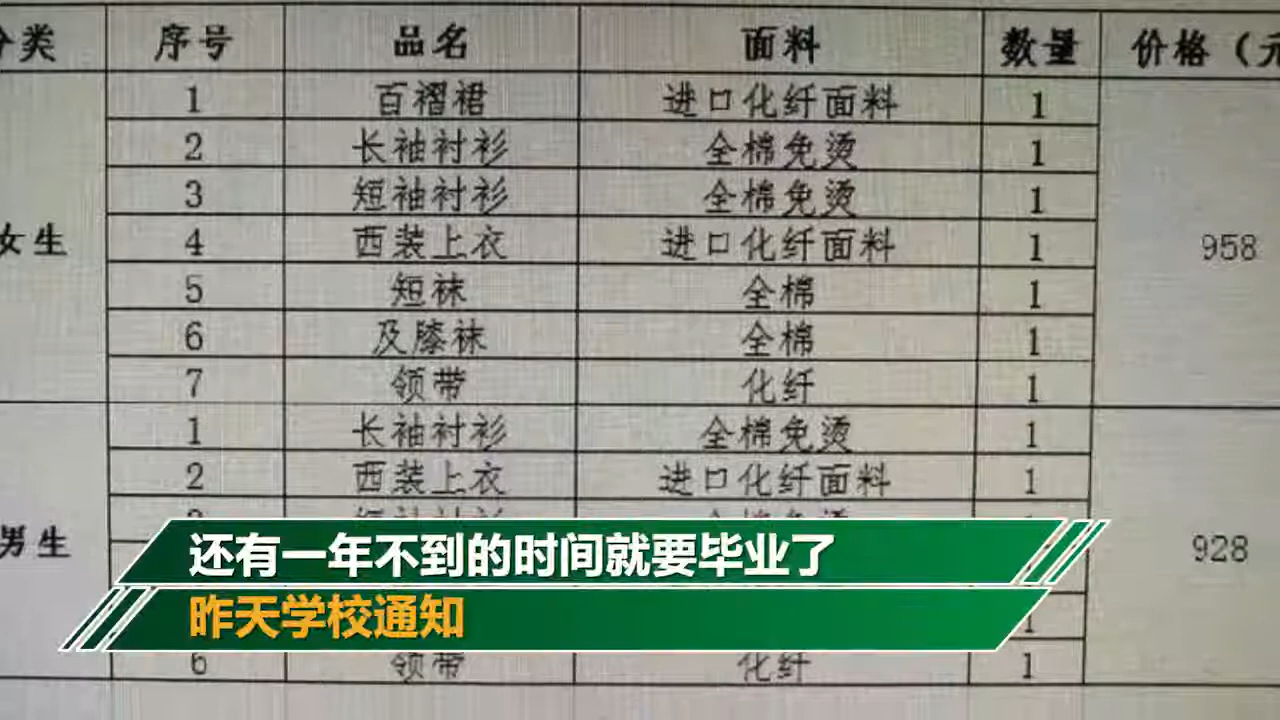 分类 序号 品名 面料 数量 价格（元
女生 958
1 百褶裙 进口化纤面料 1
2 长袖衬衫 全棉免烫 1
3 短袖衬衫 全棉免烫 1
4 西装上衣 进口化纤面料 1
5 短袜 全棉 1
6 及膝袜 全棉 1
7 领带 化纤 1
男生 928
1 长袖衬衫 全棉免烫 1
2 西装上衣 进口化纤面料 1
还有一年不到的时间就要毕业了
昨天学校通知
1
6 领带 化纤 1